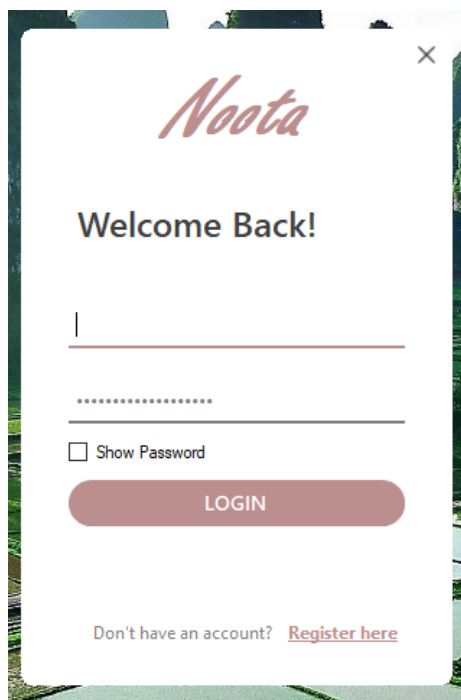 Noota
Welcome Back!
Show Password
LOGIN
Don't have an account? Register here